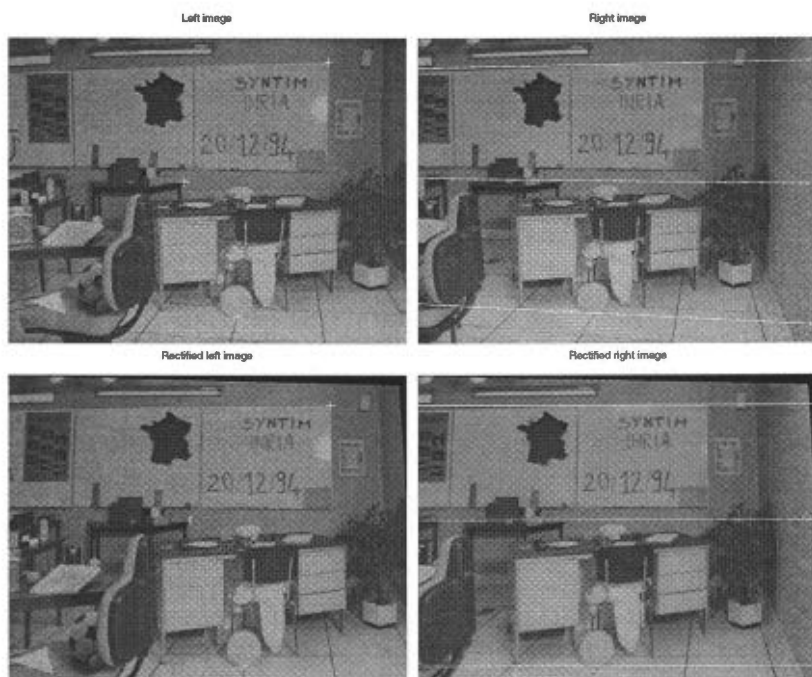 Left image
Right image
SYNTIM
INRIA
20/12/94
SYNTIM
INRIA
20/12/94
Rectified left image
Rectified right image
SYNTIM
INRIA
20/12/94
SYNTIM
INRIA
20/12/94